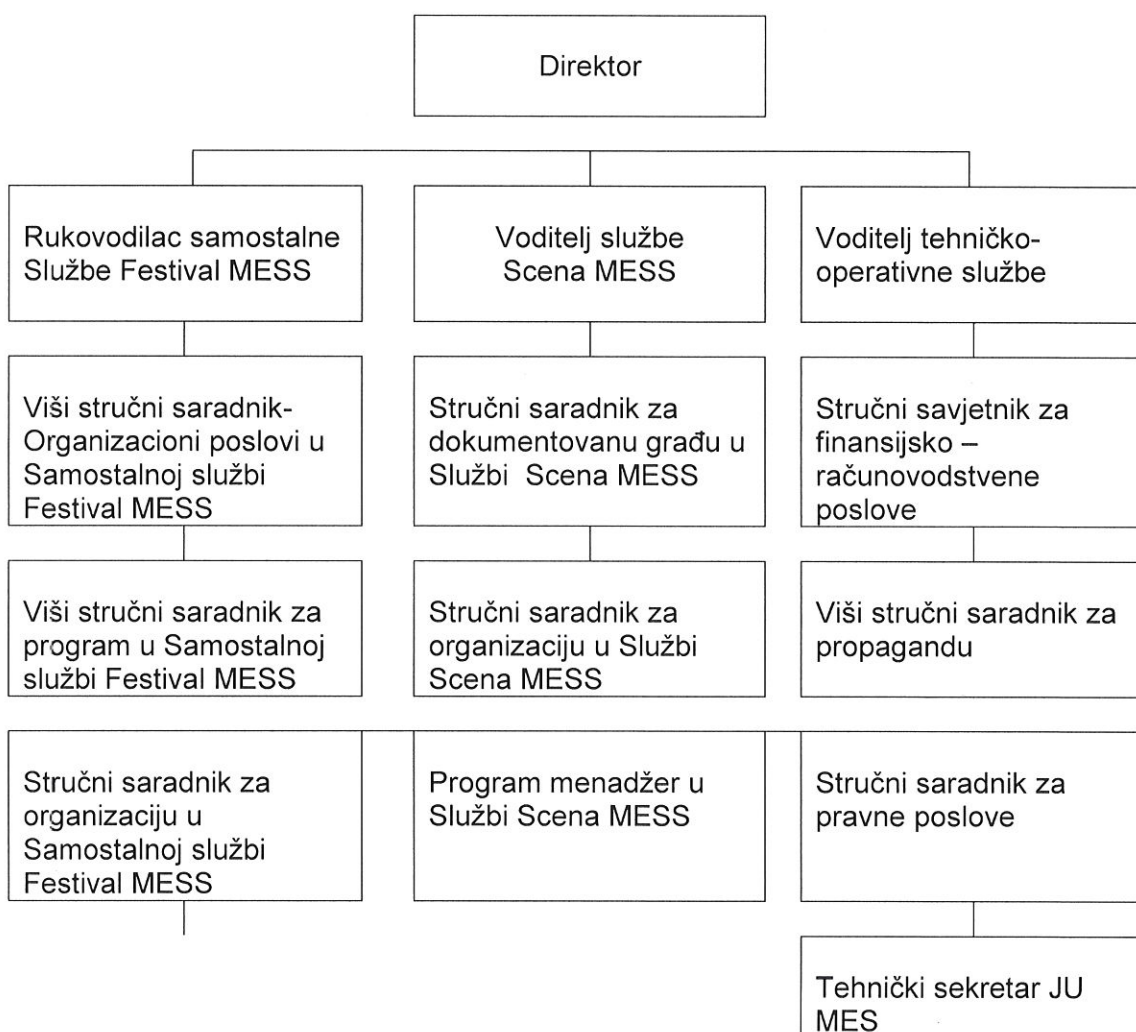 Direktor
Rukovodilac samostalne
Službe Festival MESS
Voditelj službe
Scena MESS
Voditelj tehničko-
operativne službe
Viši stručni saradnik-
Organizacioni poslovi u
Samostalnoj službi
Festival MESS
Stručni saradnik za
dokumentovanu građu u
Službi Scena MESS
Stručni savjetnik za
finansijsko –
računovodstvene
poslove
Viši stručni saradnik za
program u Samostalnoj
službi Festival MESS
Stručni saradnik za
organizaciju u Službi
Scena MESS
Viši stručni saradnik za
propagandu
Stručni saradnik za
organizaciju u
Samostalnoj službi
Festival MESS
Program menadžer u
Službi Scena MESS
Stručni saradnik za
pravne poslove
Tehnički sekretar JU
MES